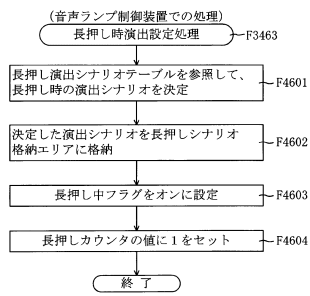 (音声ランプ制御装置での処理)
長押し時演出設定処理
F3463
長押し演出シナリオテーブルを参照して、
長押し時の演出シナリオを決定
F4601
決定した演出シナリオを長押しシナリオ
格納エリアに格納
F4602
長押し中フラグをオンに設定
F4603
長押しカウンタの値に1をセット
F4604
終了